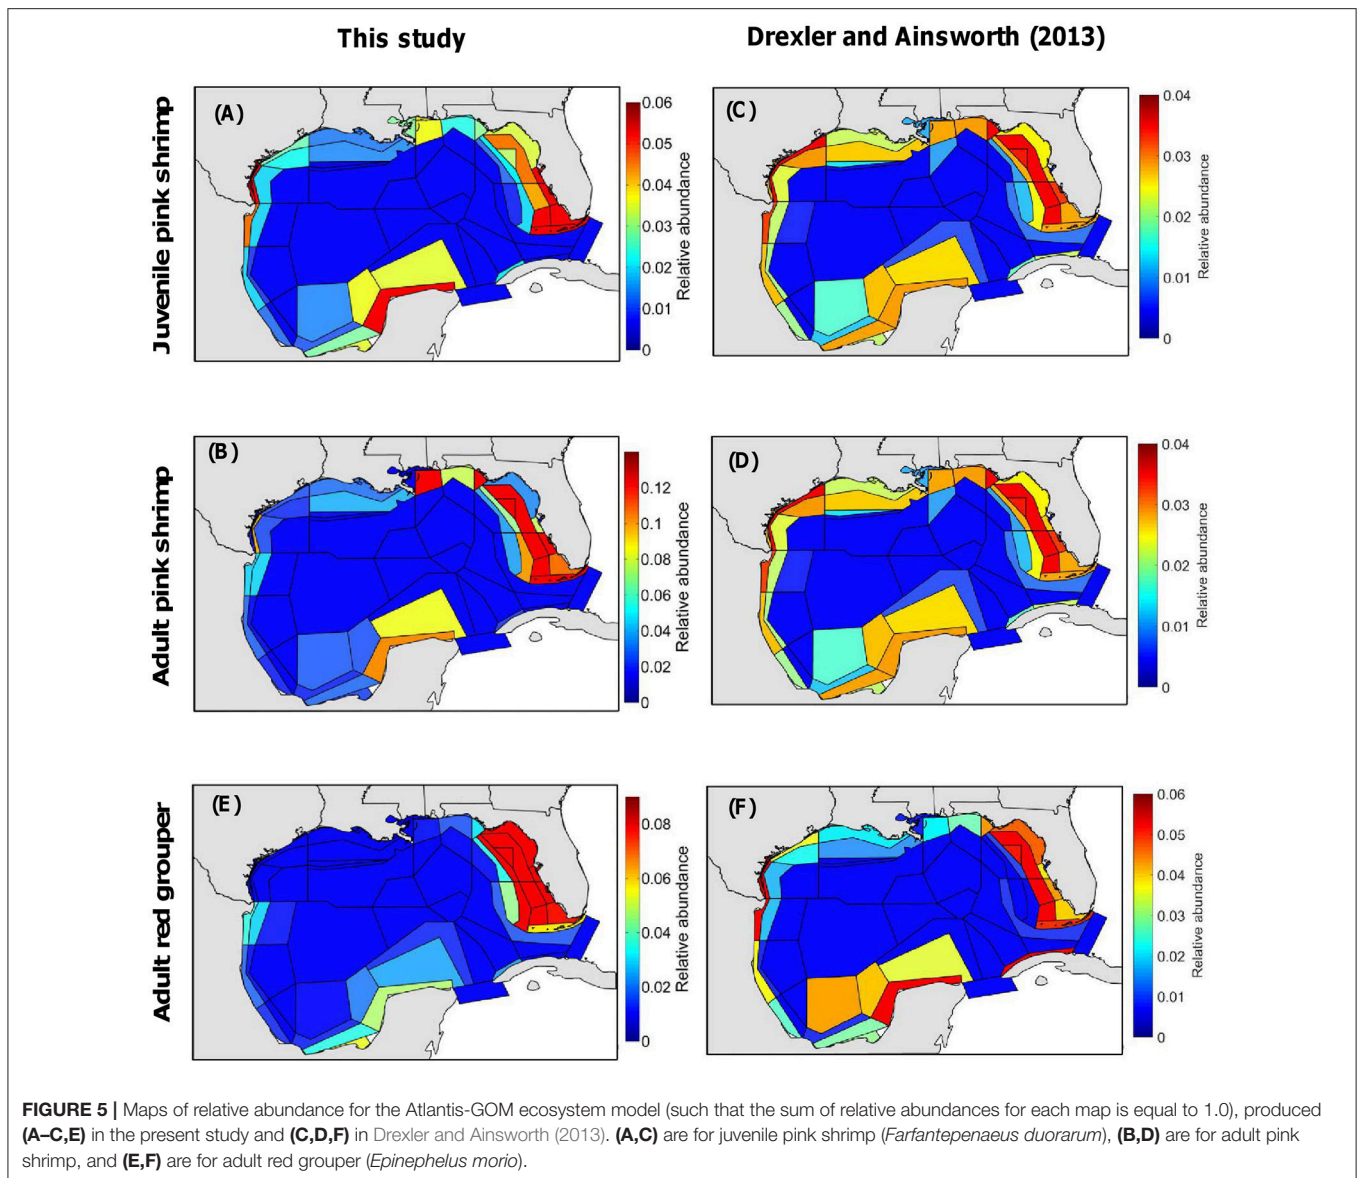 This study
Drexler and Ainsworth (2013)
Juvenile pink shrimp
(A)
0.06
0.05
0.04
0.03
0.02
0.01
0
Relative abundance
(C)
0.04
0.03
0.02
0.01
0
Relative abundance
Adult pink shrimp
(B)
0.12
0.1
0.08
0.06
0.04
0.02
0
Relative abundance
(D)
0.04
0.03
0.02
0.01
0
Relative abundance
Adult red grouper
(E)
0.08
0.06
0.04
0.02
0
Relative abundance
(F)
0.06
0.05
0.04
0.03
0.02
0.01
0
Relative abundance
FIGURE 5 | Maps of relative abundance for the Atlantis-GOM ecosystem model (such that the sum of relative abundances for each map is equal to 1.0), produced
(A–C,E) in the present study and (C,D,F) in Drexler and Ainsworth (2013). (A,C) are for juvenile pink shrimp (Farfantepenaeus duorarum), (B,D) are for adult pink
shrimp, and (E,F) are for adult red grouper (Epinephelus morio).